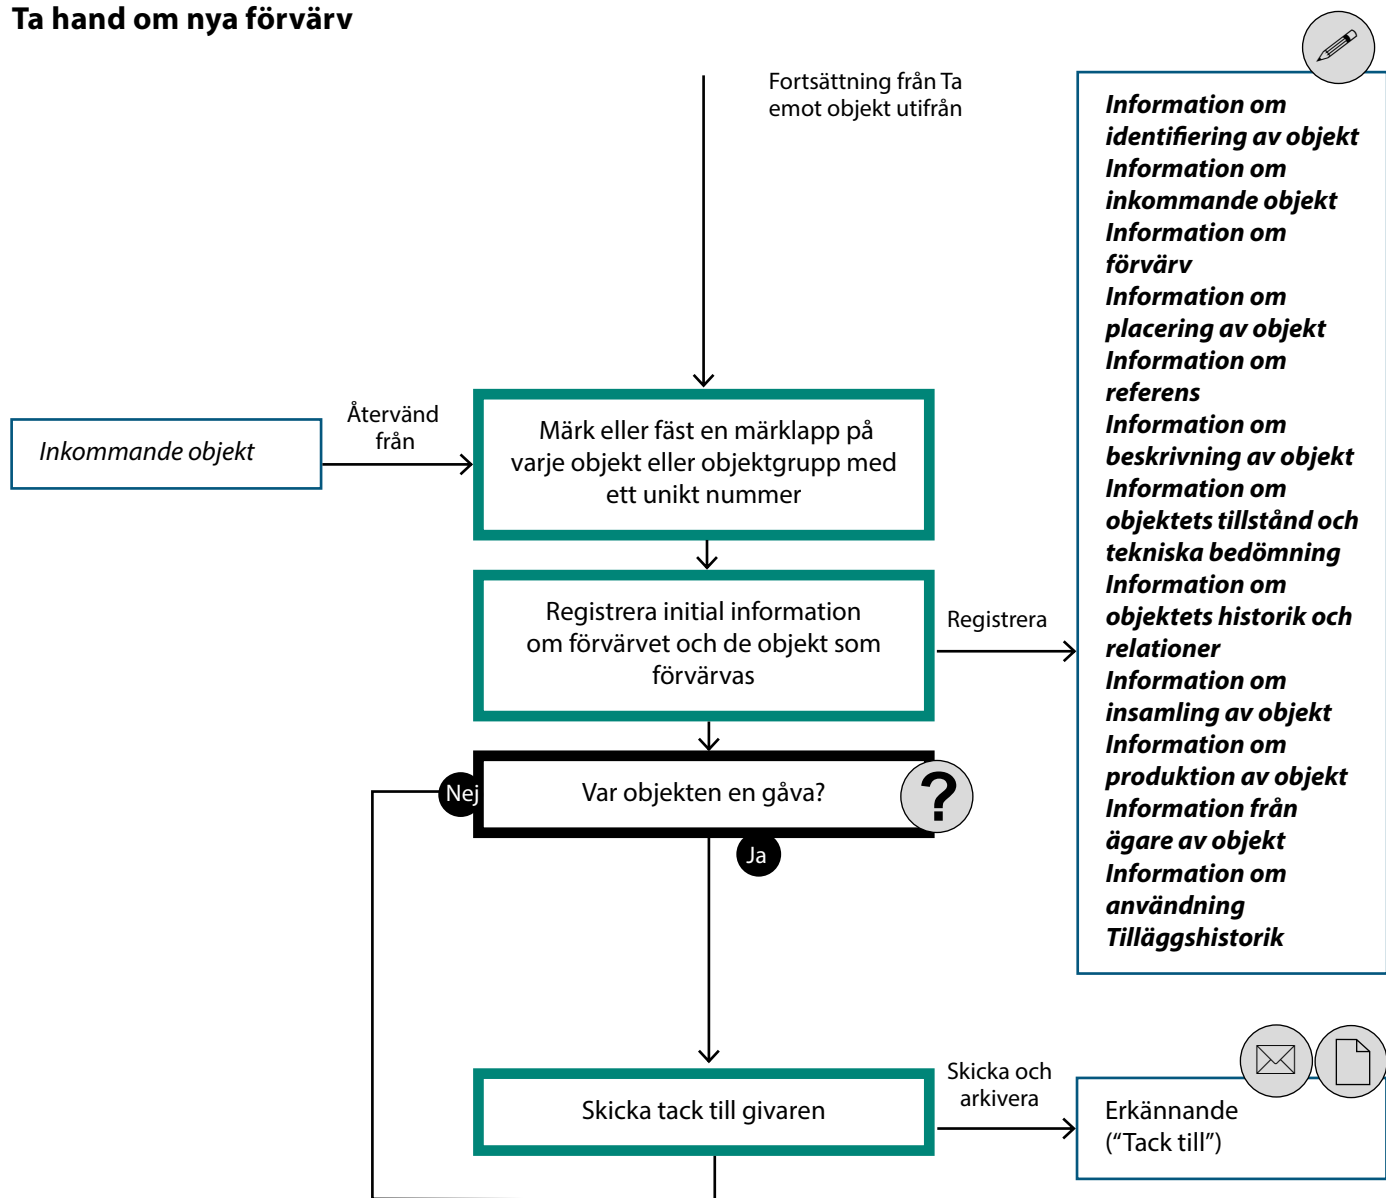 Ta hand om nya förvärv
Fortsättning från Ta
emot objekt utifrån
Information om
identifiering av objekt
Information om
inkommande objekt
Information om
förvärv
Information om
placering av objekt
Information om
referens
Information om
beskrivning av objekt
Information om
objektets tillstånd och
tekniska bedömning
Information om
objektets historik och
relationer
Information om
insamling av objekt
Information om
produktion av objekt
Information från
ägare av objekt
Information om
användning
Tilläggshistorik
Inkommande objekt
Återvänd
från
Märk eller fäst en märklapp på
varje objekt eller objektgrupp med
ett unikt nummer
Registrera initial information
om förvärvet och de objekt som
förvärvas
Registrera
Nej
Var objekten en gåva?
?
Ja
Skicka tack till givaren
Skicka och
arkivera
Erkännande
(“Tack till”)